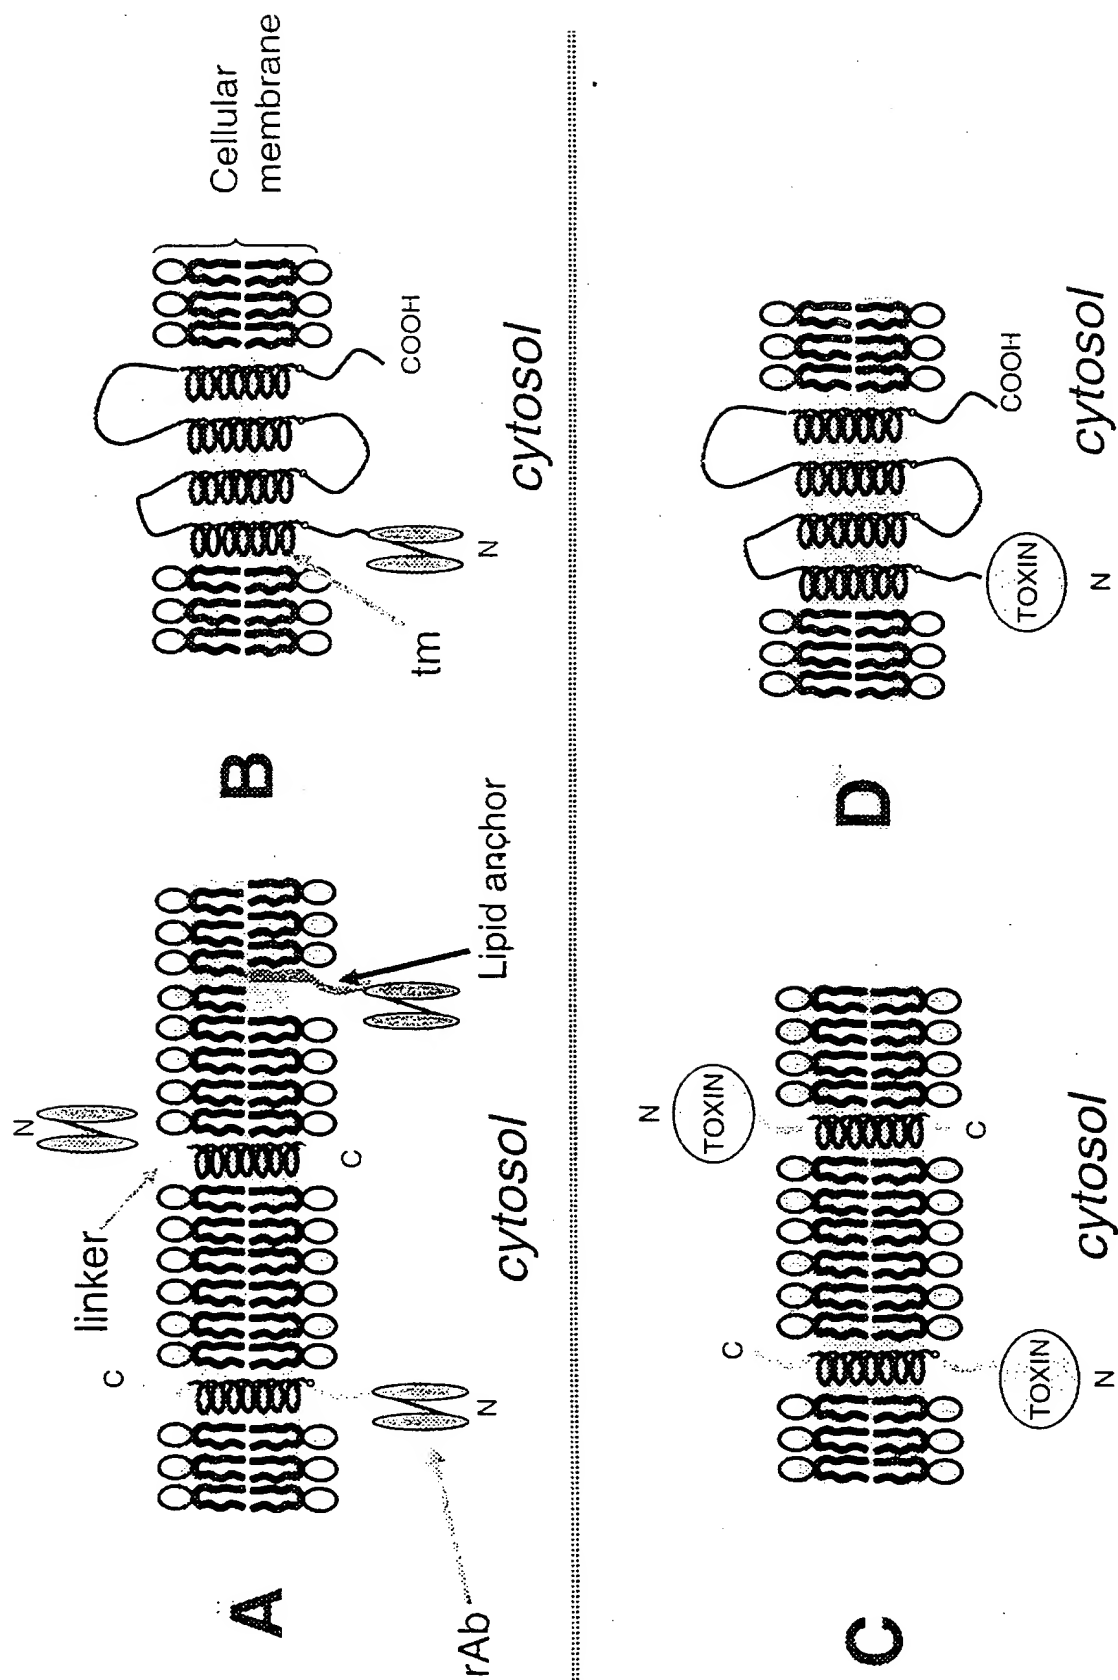 A
rAb
C
N
linker
N
C
cytosol
Lipid anchor
B
tm
N
COOH
cytosol
Cellular
membrane
C
C
TOXIN
N
N
TOXIN
C
cytosol
D
TOXIN
N
COOH
cytosol